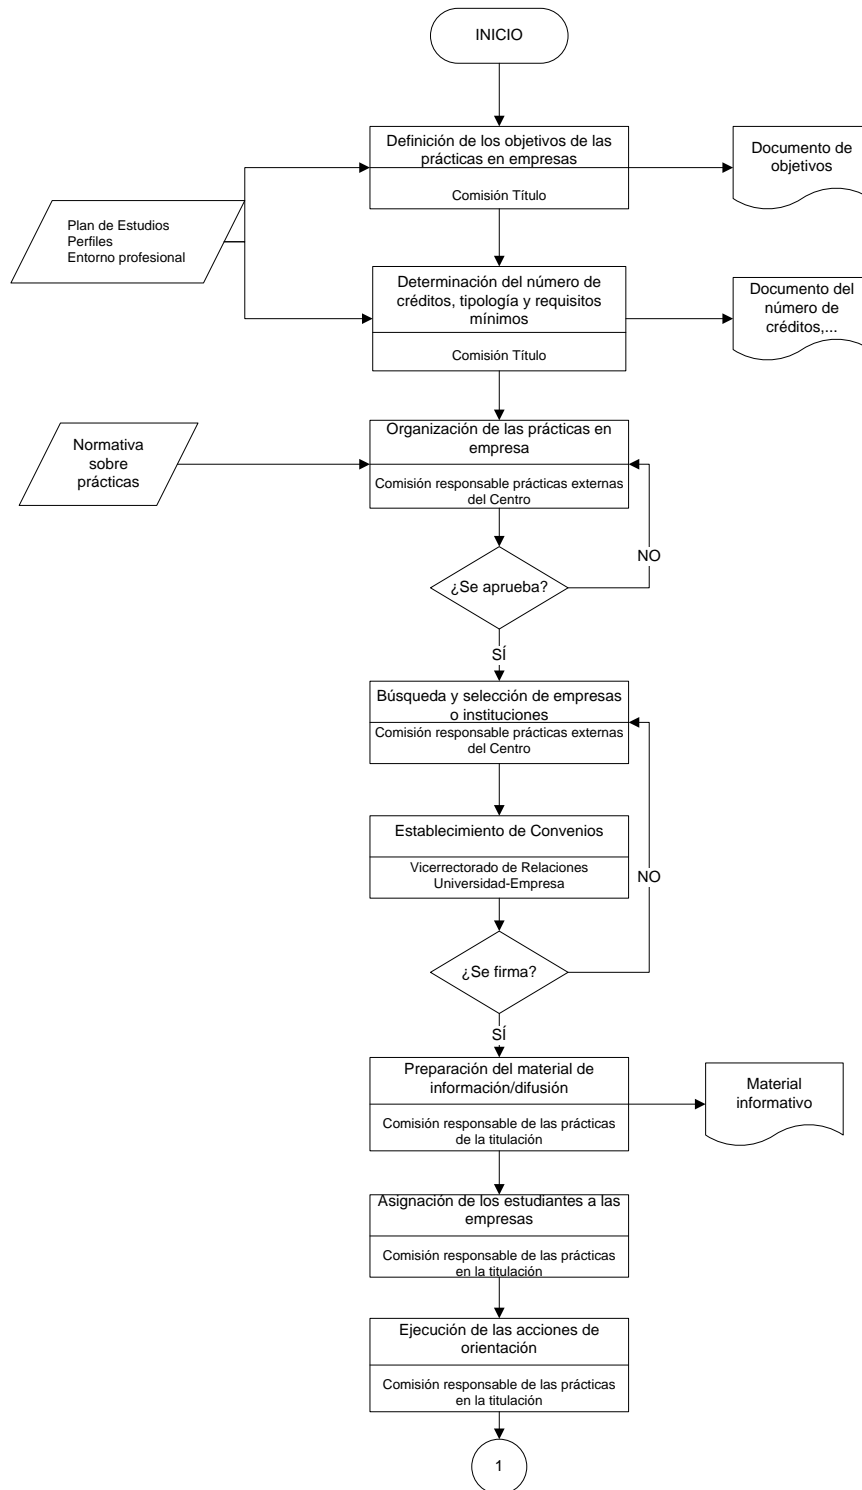 INICIO
Definición de los objetivos de las
prácticas en empresas
Comisión Título
Documento de
objetivos
Plan de Estudios
Perfiles
Entorno profesional
Determinación del número de
créditos, tipología y requisitos
mínimos
Comisión Título
Documento del
número de
créditos,...
Organización de las prácticas en
empresa
Comisión responsable prácticas externas
del Centro
Normativa
sobre
prácticas
NO
¿Se aprueba?
SÍ
Búsqueda y selección de empresas
o instituciones
Comisión responsable prácticas externas
del Centro
Establecimiento de Convenios
Vicerrectorado de Relaciones
Universidad-Empresa
NO
¿Se firma?
SÍ
Preparación del material de
información/difusión
Comisión responsable de las prácticas
de la titulación
Material
informativo
Asignación de los estudiantes a las
empresas
Comisión responsable de las prácticas
en la titulación
Ejecución de las acciones de
orientación
Comisión responsable de las prácticas
en la titulación
1